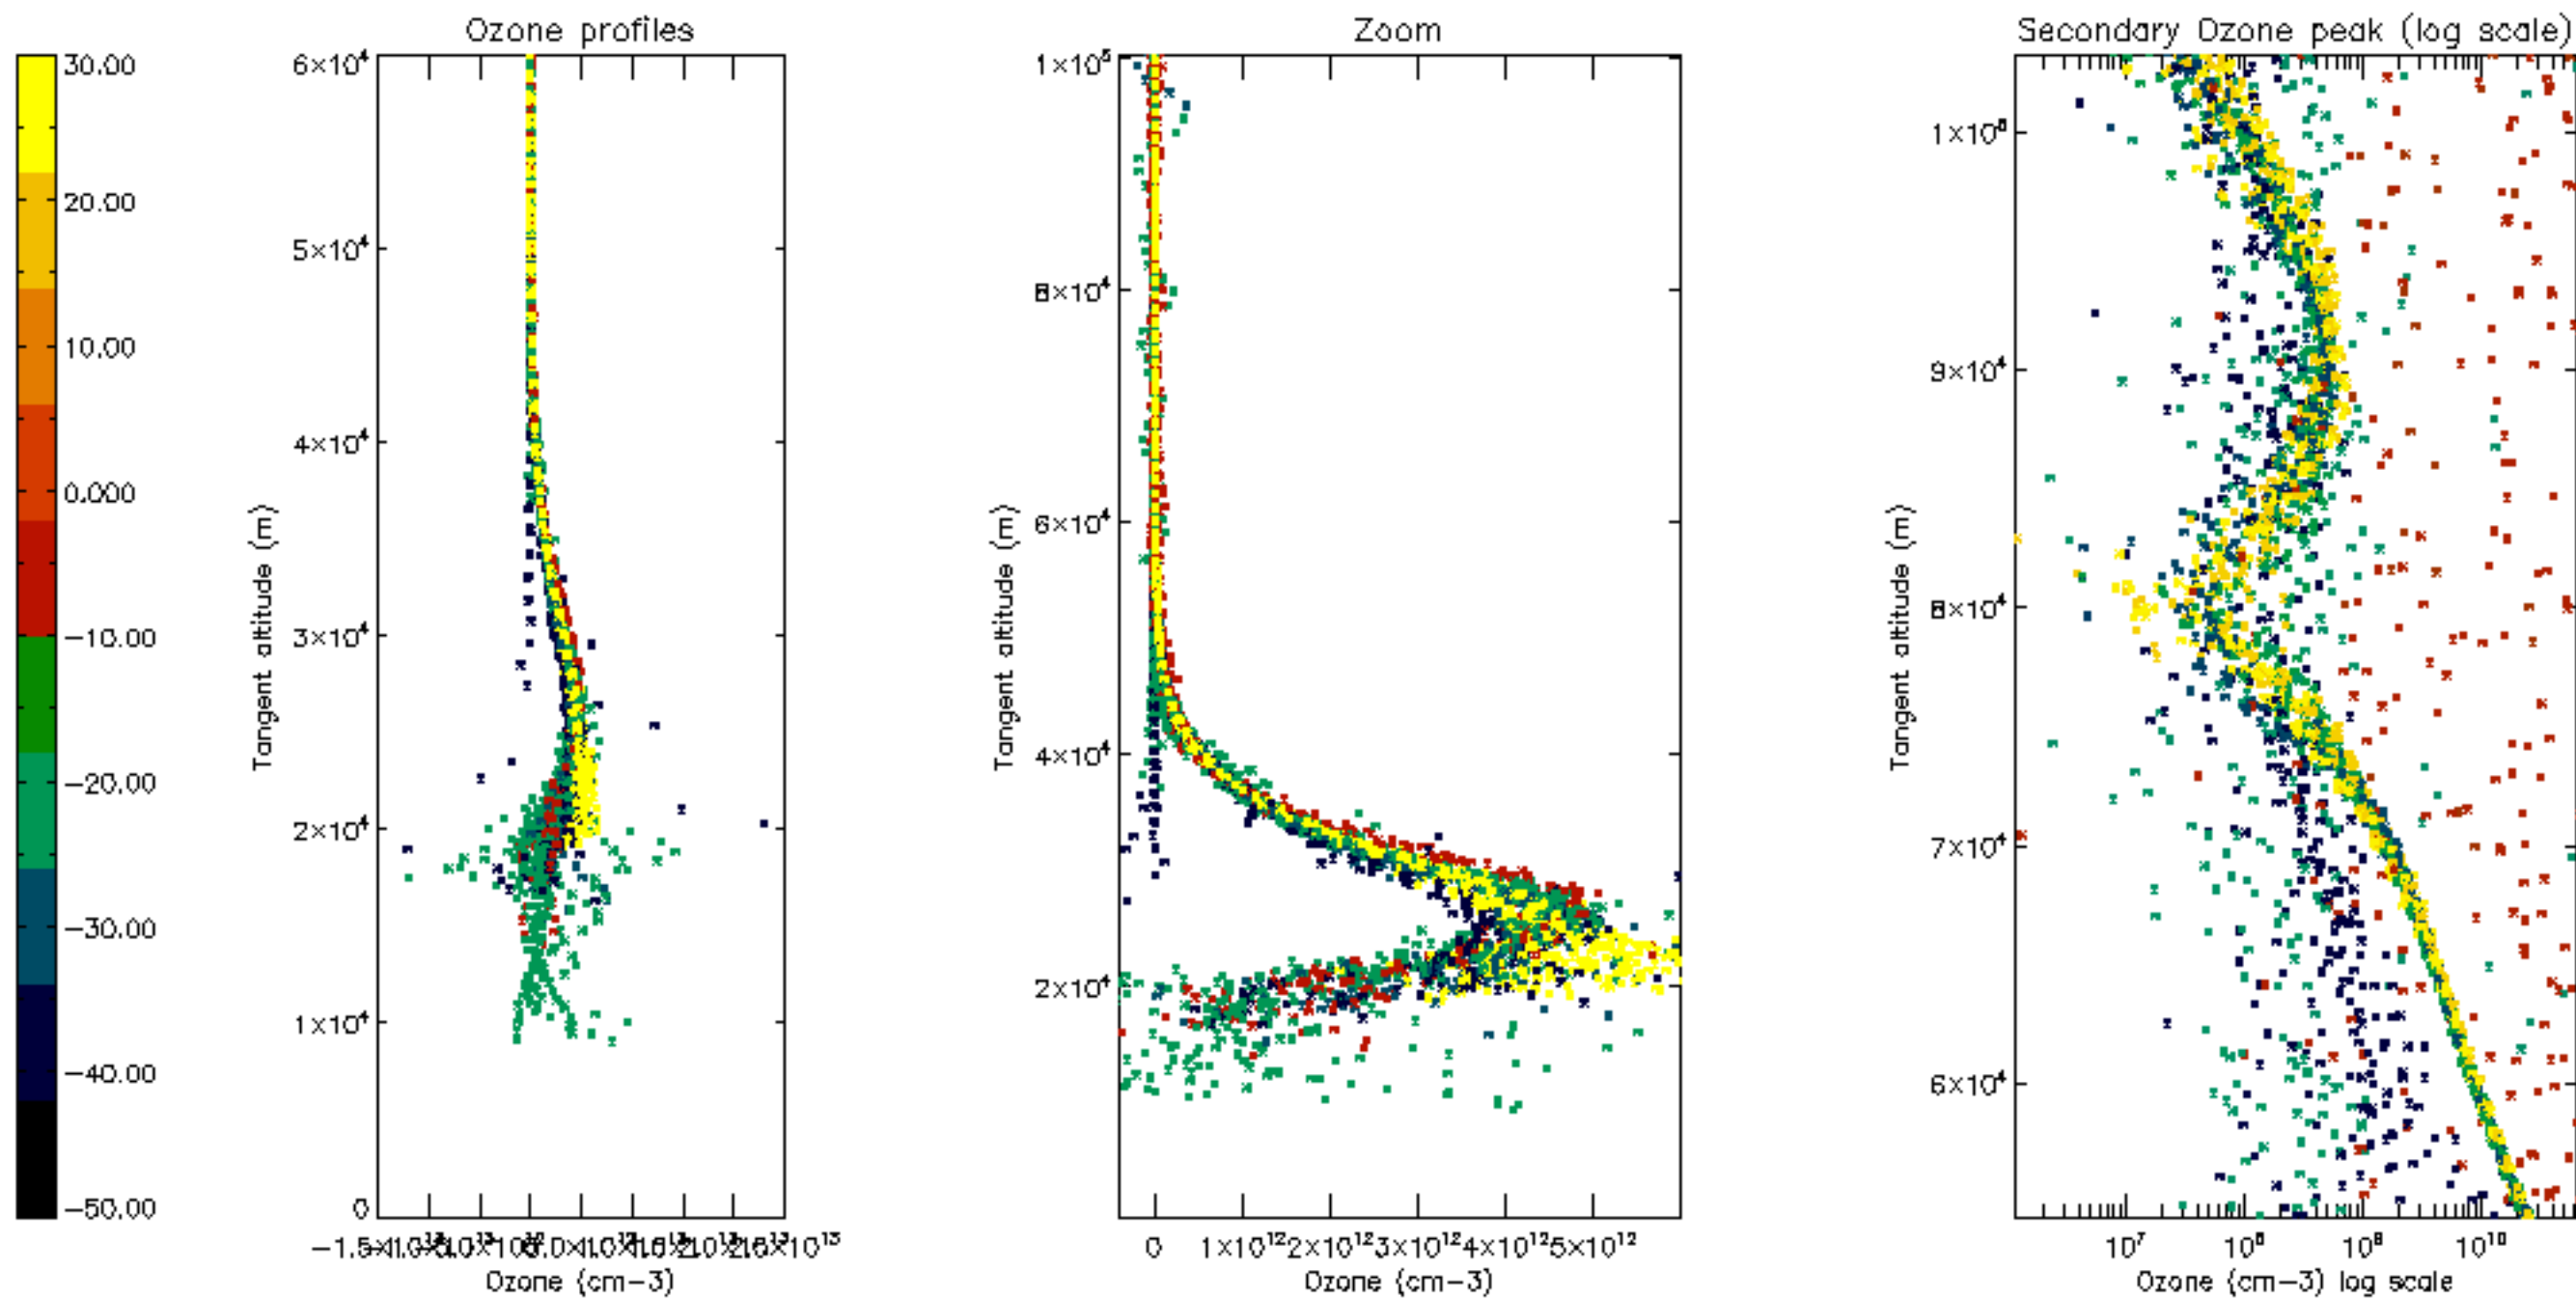 Ozone profiles
Zoom
Secondary Ozone peak (log scale)
30.00
20.00
10.00
0.000
−10.00
−20.00
−30.00
−40.00
−50.00
Tangent altitude (m)
6×10⁴
5×10⁴
4×10⁴
3×10⁴
2×10⁴
1×10⁴
0
Ozone (cm−3)
Tangent altitude (m)
1×10⁵
8×10⁴
6×10⁴
4×10⁴
2×10⁴
0 1×10¹² 2×10¹² 3×10¹² 4×10¹² 5×10¹²
Ozone (cm−3)
Tangent altitude (m)
9×10⁴
8×10⁴
7×10⁴
6×10⁴
10⁷ 10⁸ 10⁹ 10¹⁰
Ozone (cm−3) log scale